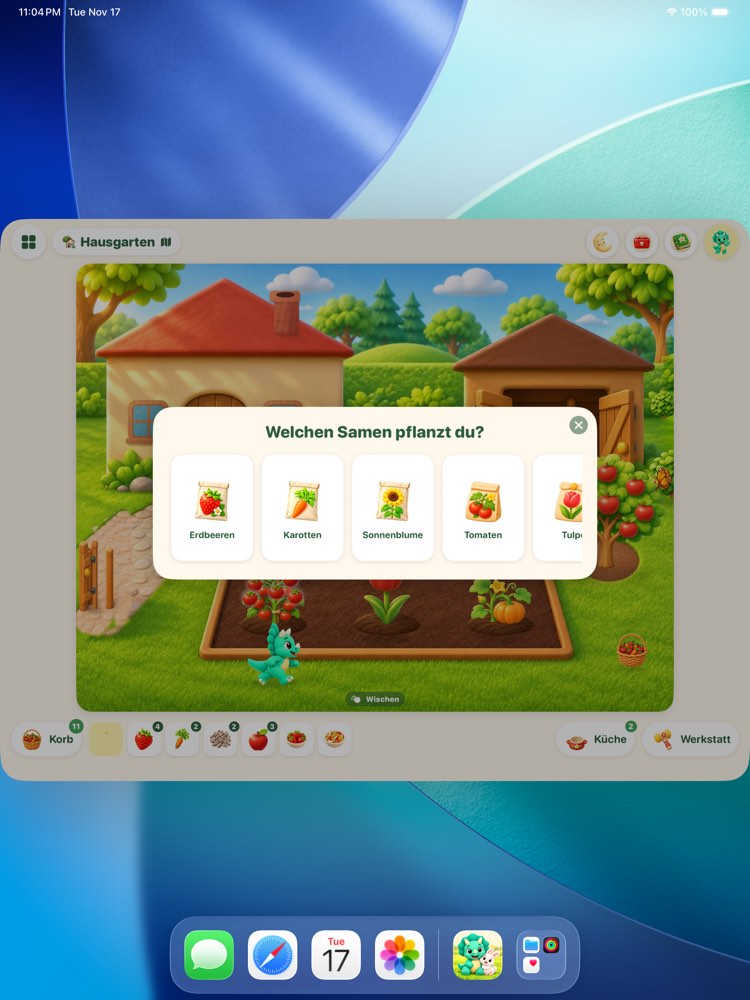 11:04 PM Tue Nov 17
100%
Hausgarten
Welchen Samen pflanzt du?
Erdbeeren
Karotten
Sonnenblume
Tomaten
Tulpe
Wischen
Korb
11
4
2
2
3
Küche
2
Werkstatt
Tue
17